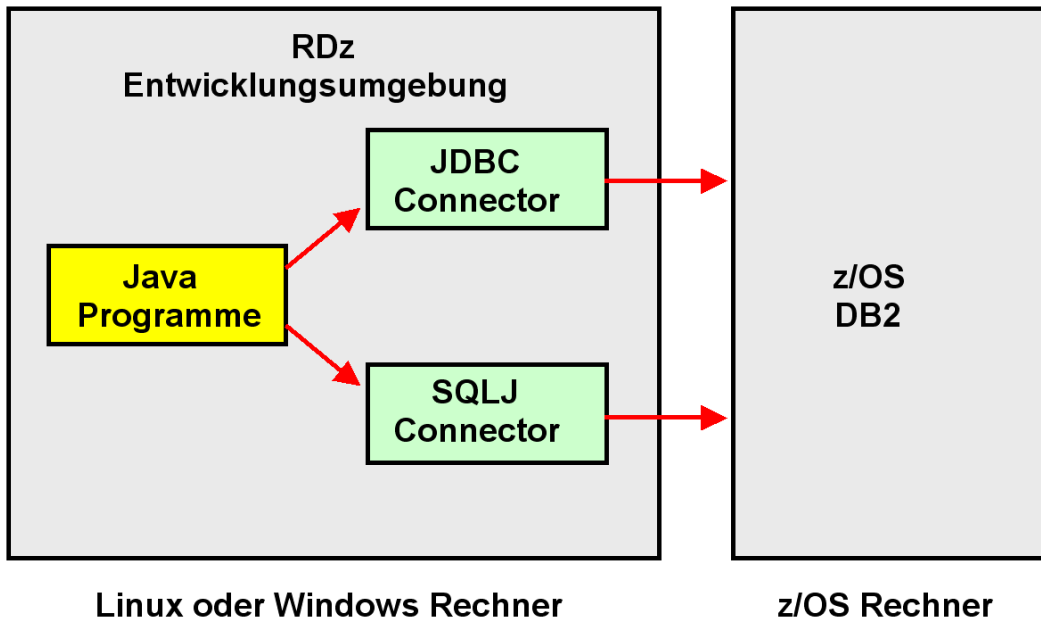 RDz
Entwicklungsumgebung
JDBC
Connector
Java
Programme
SQLJ
Connector
z/OS
DB2
Linux oder Windows Rechner
z/OS Rechner